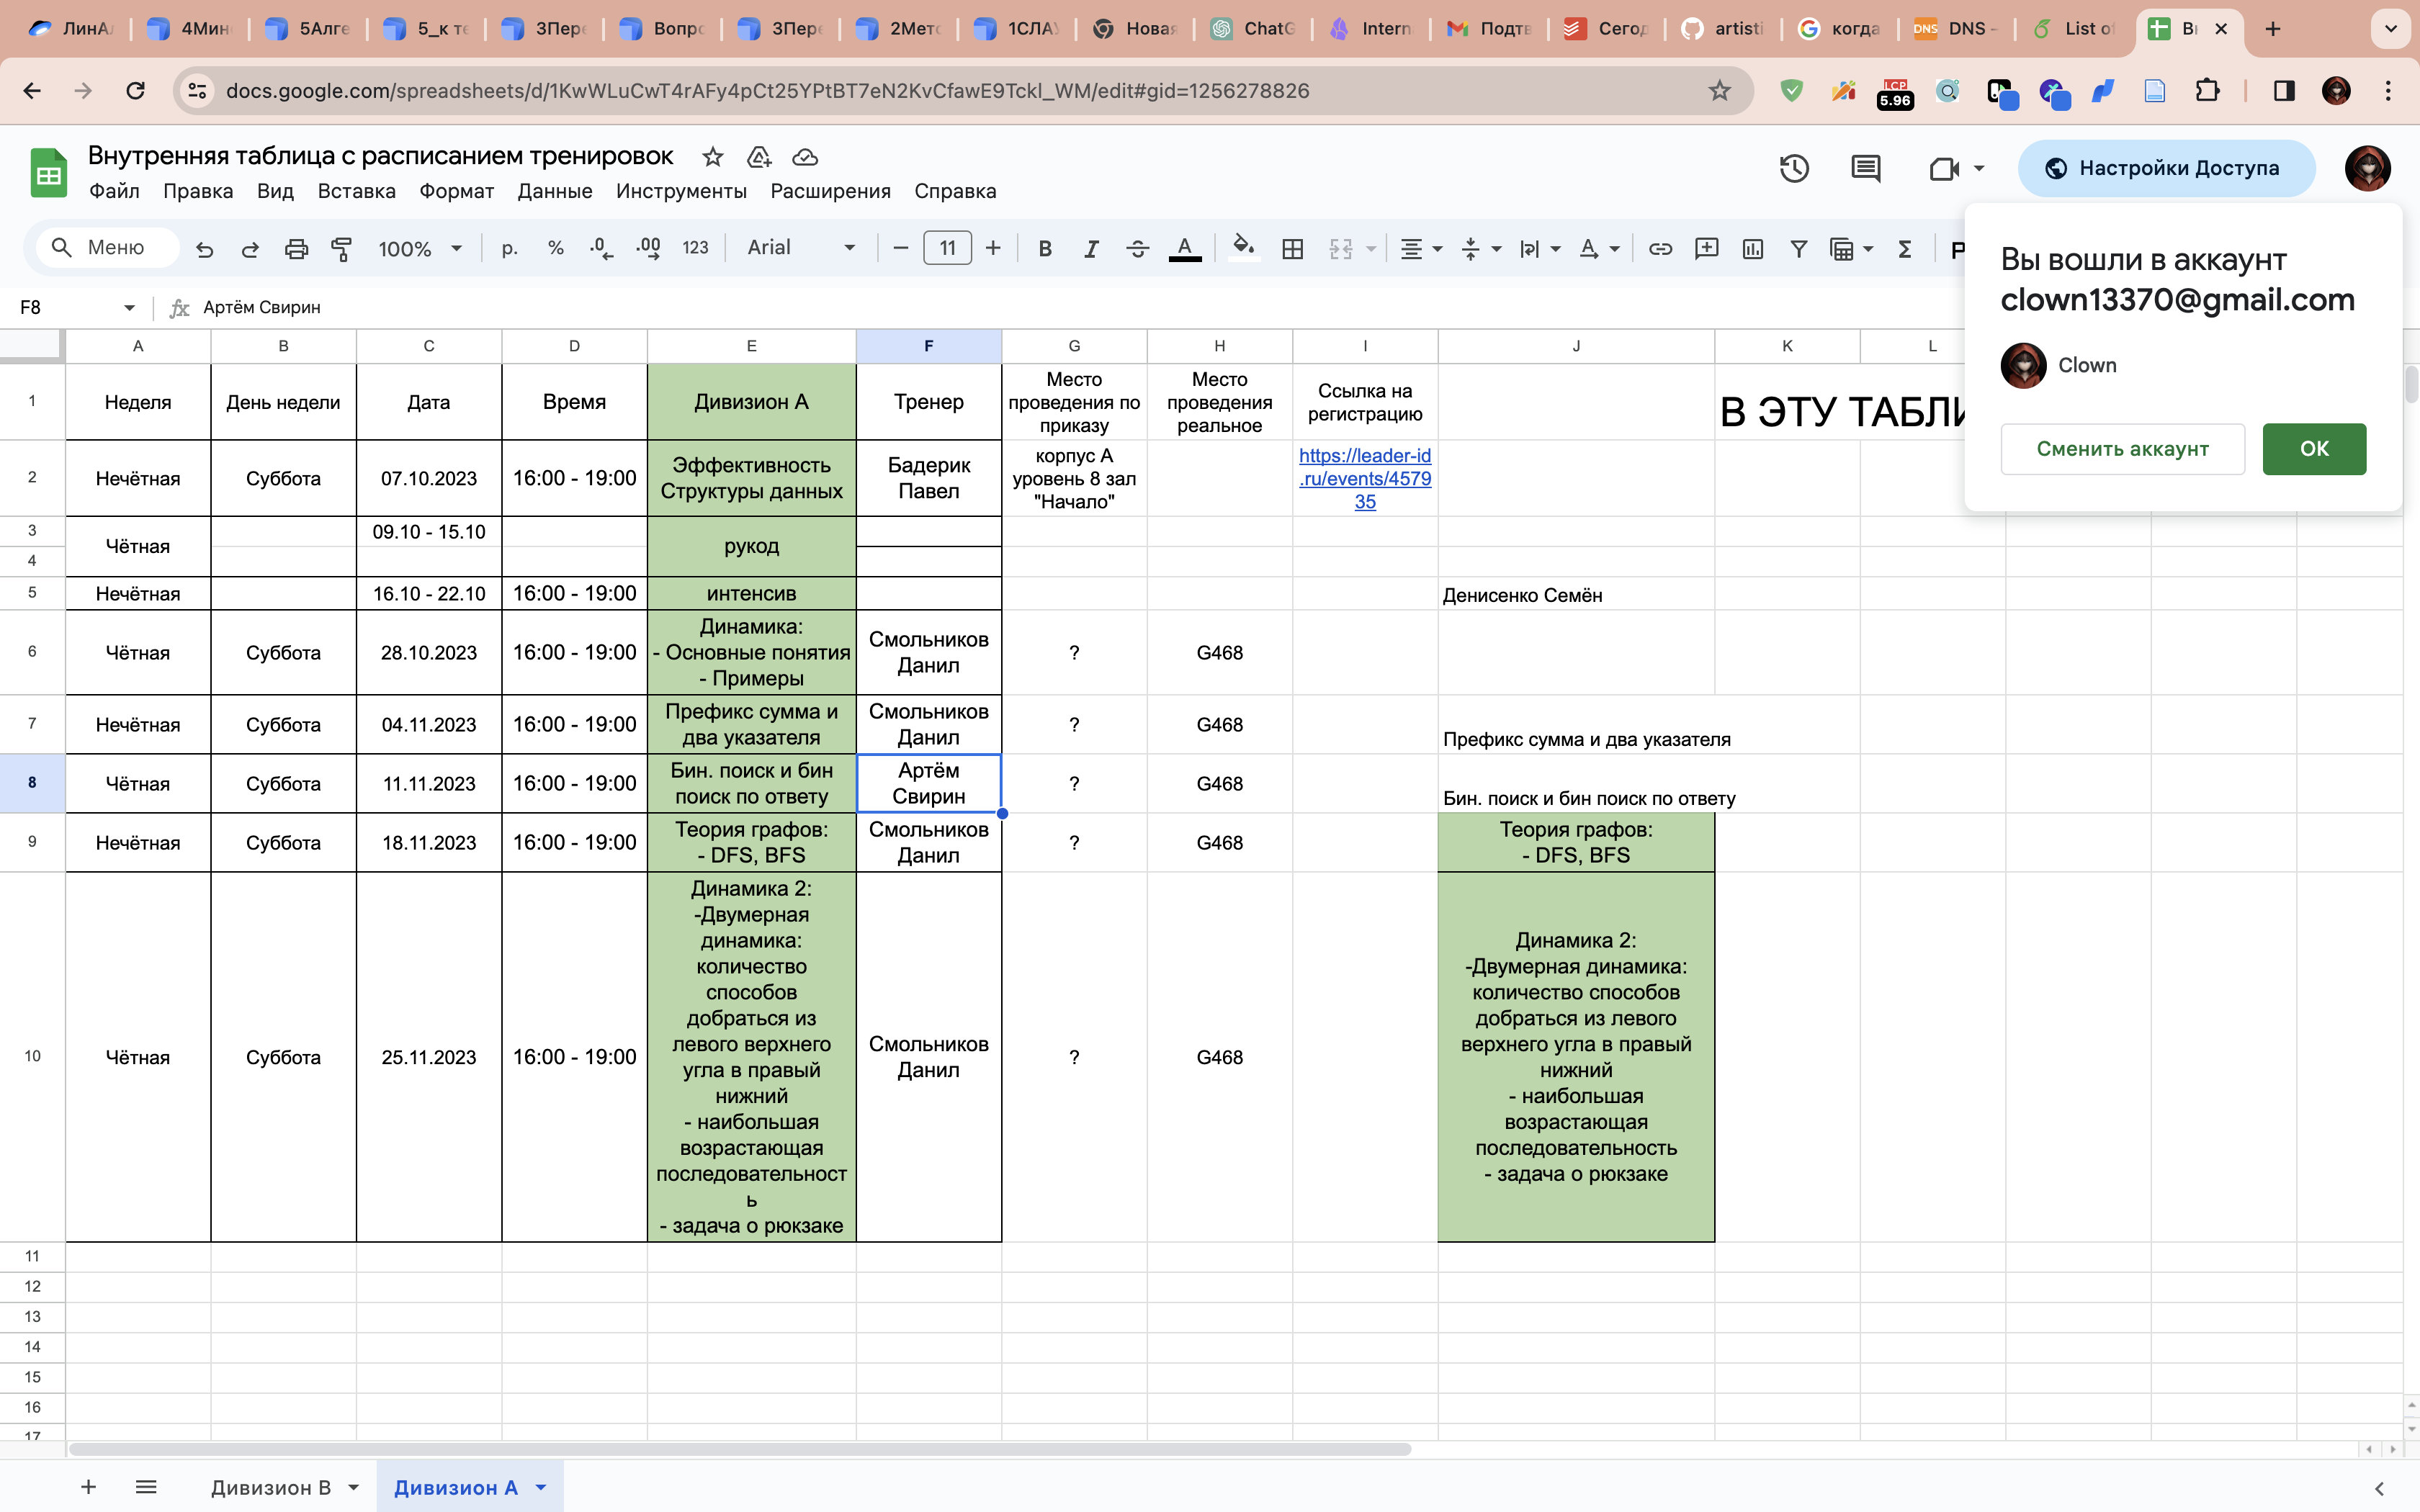 ЛинАл
4Мин
5Алге
5_к те
3Пере
Вопро
3Пере
2Мето
1СЛАУ
Новая
ChatG
Intern
Подтв
Сегод
artisti
когда
DNS -
List of
docs.google.com/spreadsheets/d/1KwWLuCwT4rAFy4pCt25YPtBT7eN2KvCfawE9Tckl_WM/edit#gid=1256278826
LCP
5.96
Внутренняя таблица с расписанием тренировок
Файл Правка Вид Вставка Формат Данные Инструменты Расширения Справка
Настройки Доступа
Меню 100% р. % .0 .00 123 Arial 11
Вы вошли в аккаунт
clown13370@gmail.com
Clown
Сменить аккаунт
ОК
F8
Артём Свирин
A B C D E F G H I J K L
1
Неделя
День недели
Дата
Время
Дивизион А
Тренер
Место
проведения по
приказу
Место
проведения
реальное
Ссылка на
регистрацию
В ЭТУ ТАБЛИ
2
Нечётная
Суббота
07.10.2023
16:00 - 19:00
Эффективность
Структуры данных
Бадерик
Павел
корпус А
уровень 8 зал
"Начало"
https://leader-id
.ru/events/4579
35
3
Чётная
09.10 - 15.10
рукод
4
5
Нечётная
16.10 - 22.10
16:00 - 19:00
интенсив
Денисенко Семён
6
Чётная
Суббота
28.10.2023
16:00 - 19:00
Динамика:
- Основные понятия
- Примеры
Смольников
Данил
?
G468
7
Нечётная
Суббота
04.11.2023
16:00 - 19:00
Префикс сумма и
два указателя
Смольников
Данил
?
G468
Префикс сумма и два указателя
8
Чётная
Суббота
11.11.2023
16:00 - 19:00
Бин. поиск и бин
поиск по ответу
Артём
Свирин
?
G468
Бин. поиск и бин поиск по ответу
9
Нечётная
Суббота
18.11.2023
16:00 - 19:00
Теория графов:
- DFS, BFS
Смольников
Данил
?
G468
Теория графов:
- DFS, BFS
10
Чётная
Суббота
25.11.2023
16:00 - 19:00
Динамика 2:
-Двумерная
динамика:
количество
способов
добраться из
левого верхнего
угла в правый
нижний
- наибольшая
возрастающая
последовательност
ь
- задача о рюкзаке
Смольников
Данил
?
G468
Динамика 2:
-Двумерная динамика:
количество способов
добраться из левого
верхнего угла в правый
нижний
- наибольшая
возрастающая
последовательность
- задача о рюкзаке
11
12
13
14
15
16
17
Дивизион В
Дивизион А